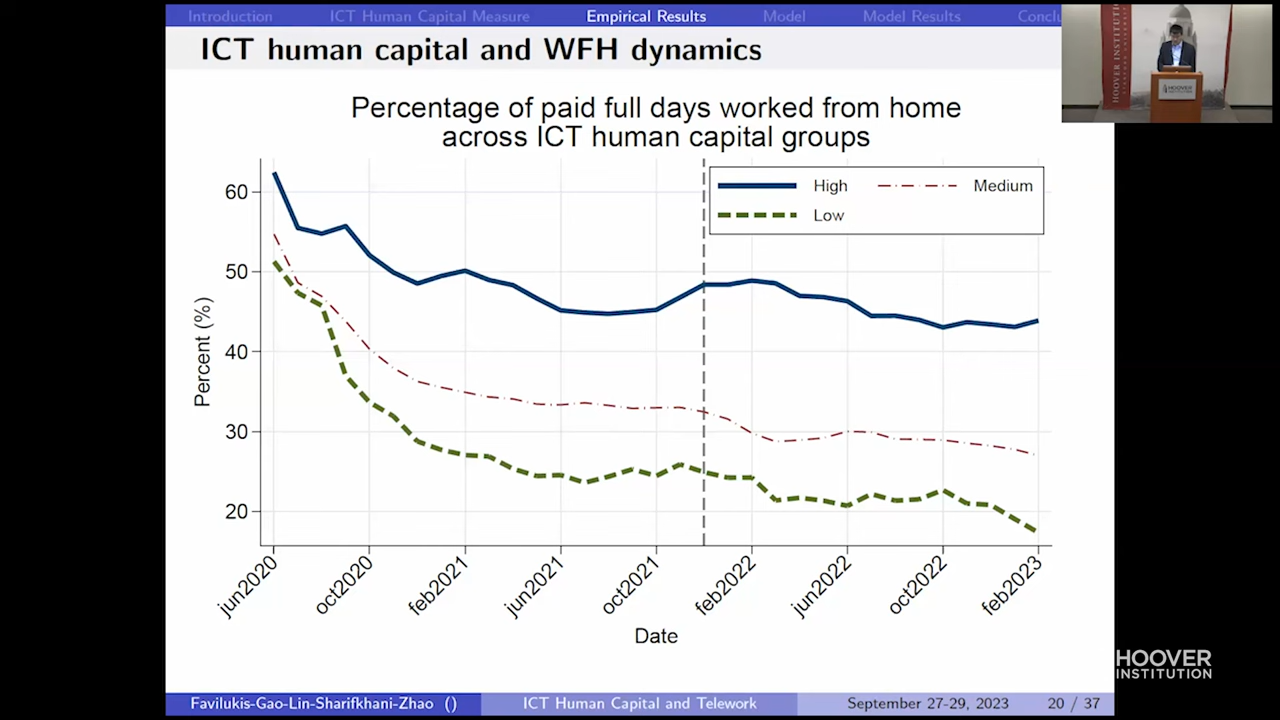 Introduction ICT Human Capital Measure Empirical Results Model Model Results
ICT human capital and WFH dynamics
Percentage of paid full days worked from home
across ICT human capital groups
High Medium
Low
Percent (%)
60
50
40
30
20
jun2020 oct2020 feb2021 jun2021 oct2021 feb2022 jun2022 oct2022 feb2023
Date
Favilukis-Gao-Lin-Sharifkhani-Zhao () ICT Human Capital and Telework September 27-29, 2023 20 / 37
HOOVER INSTITUTION
HOOVER
HOOVER
INSTITUTION